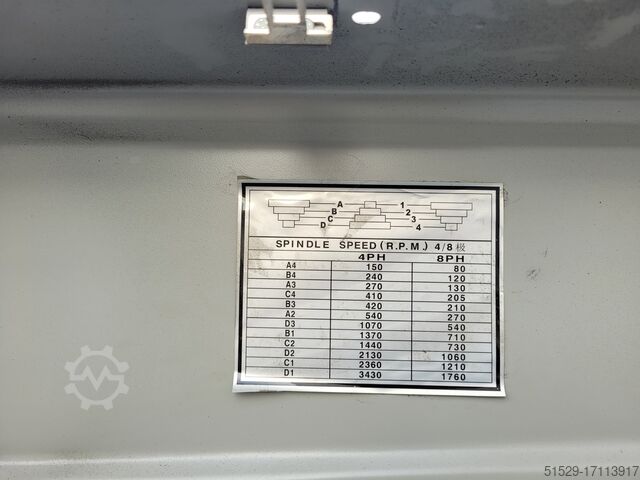 A 1
B 2
C 3
D 4
SPINDLE SPEED(R.P.M.) 4/8极
4PH 8PH
A4 150 80
B4 240 120
A3 270 130
C4 410 205
B3 420 210
A2 540 270
D3 1070 540
B1 1370 710
C2 1440 730
D2 2130 1060
C1 2360 1210
D1 3430 1760
51529-17113917